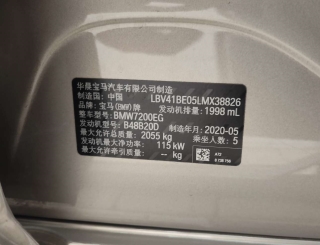 华晨宝马汽车有限公司制造
制造国：中国 LBV41BE05LMX38826
品牌：宝马(BMW)牌 发动机排量：1998 mL
整车型号：BMW7200EG
发动机型号：B48B20D 制造年月：2020-05
最大允许总质量：2055 kg 乘坐人数：5
发动机最大净功率：115 kW
最大允许牵引质量：-- kg
A12